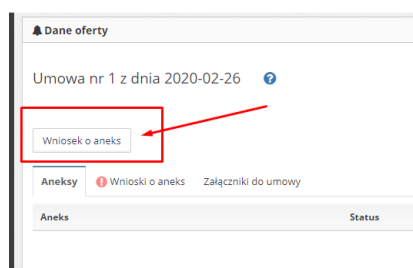 Dane oferty
Umowa nr 1 z dnia 2020-02-26
Wniosek o aneks
Aneksy Wnioski o aneks Załączniki do umowy
Aneks Status